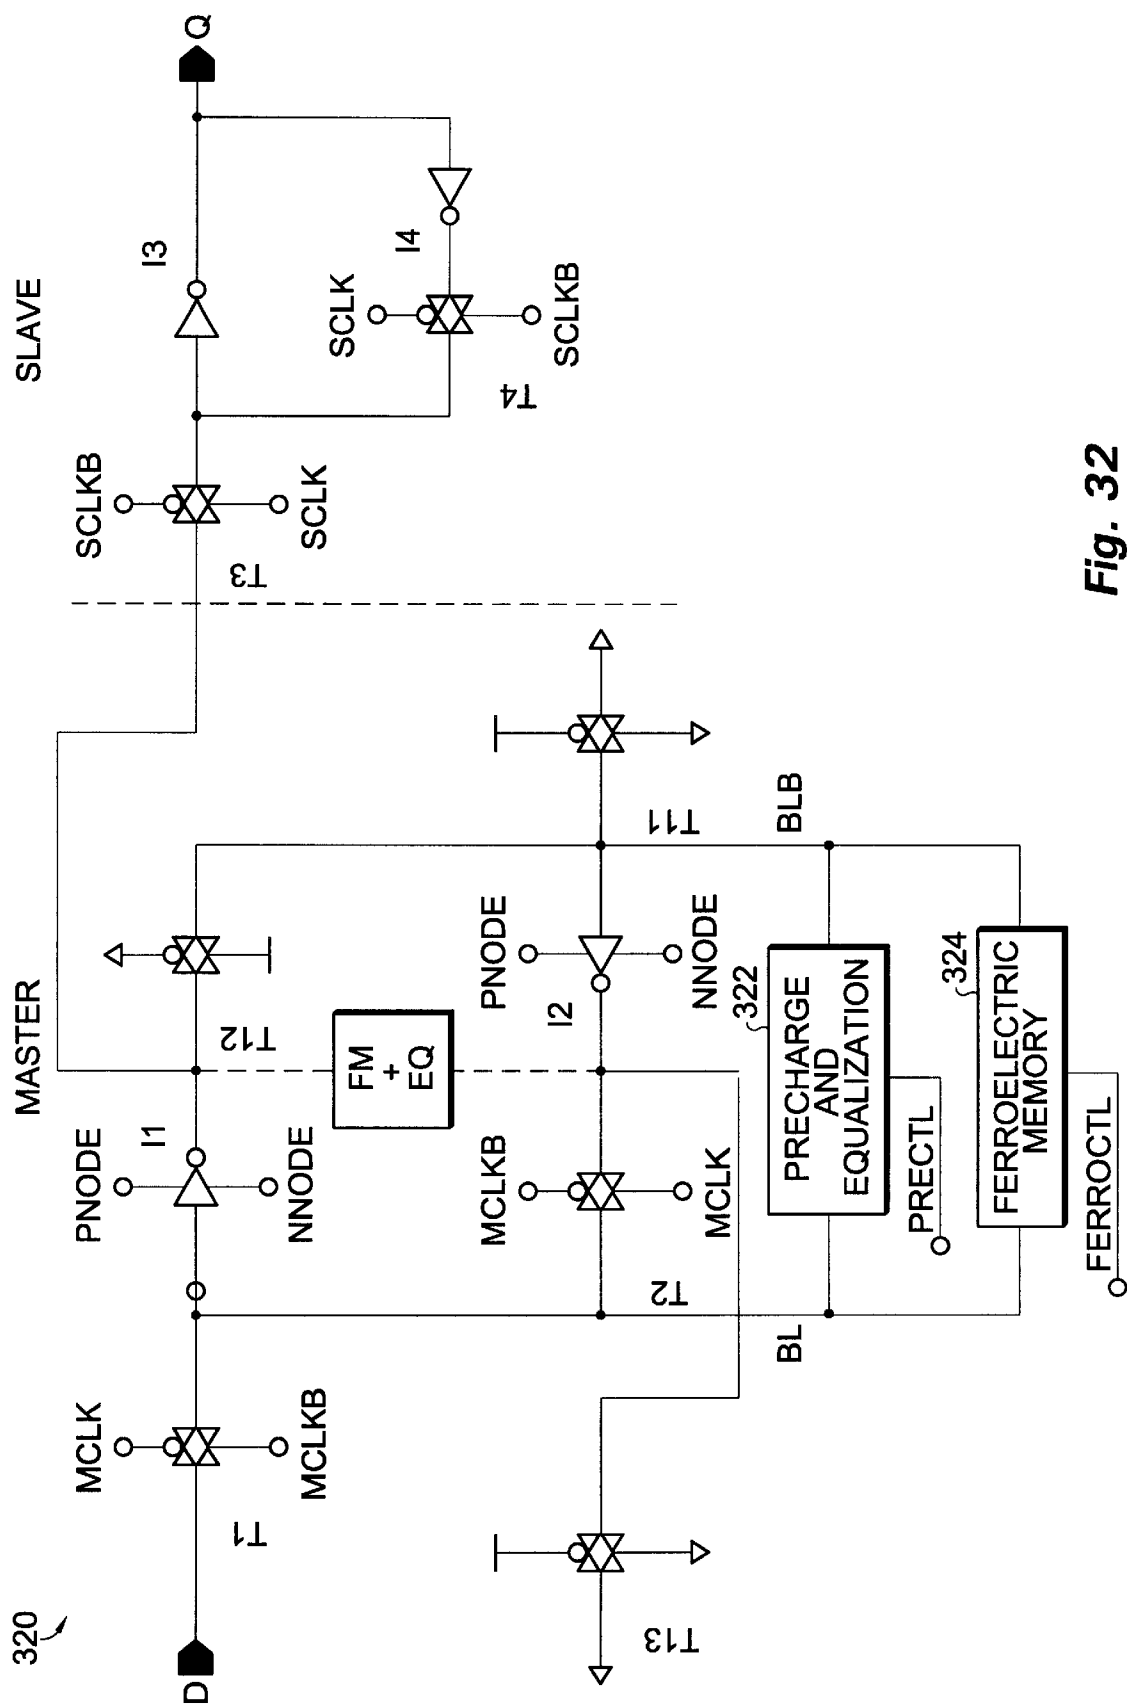 320
D
T1
MCLK
MCLKB
T13
MASTER
PNODE
I1
NNODE
T12
FM
+
EQ
MCLKB
MCLK
T2
PNODE
I2
NNODE
T11
BL
BLB
322
PRECHARGE
AND
EQUALIZATION
PRECTL
324
FERROELECTRIC
MEMORY
FERROCTL
SLAVE
SCLKB
SCLK
T3
I3
SCLK
I4
SCLKB
T4
Q
Fig. 32